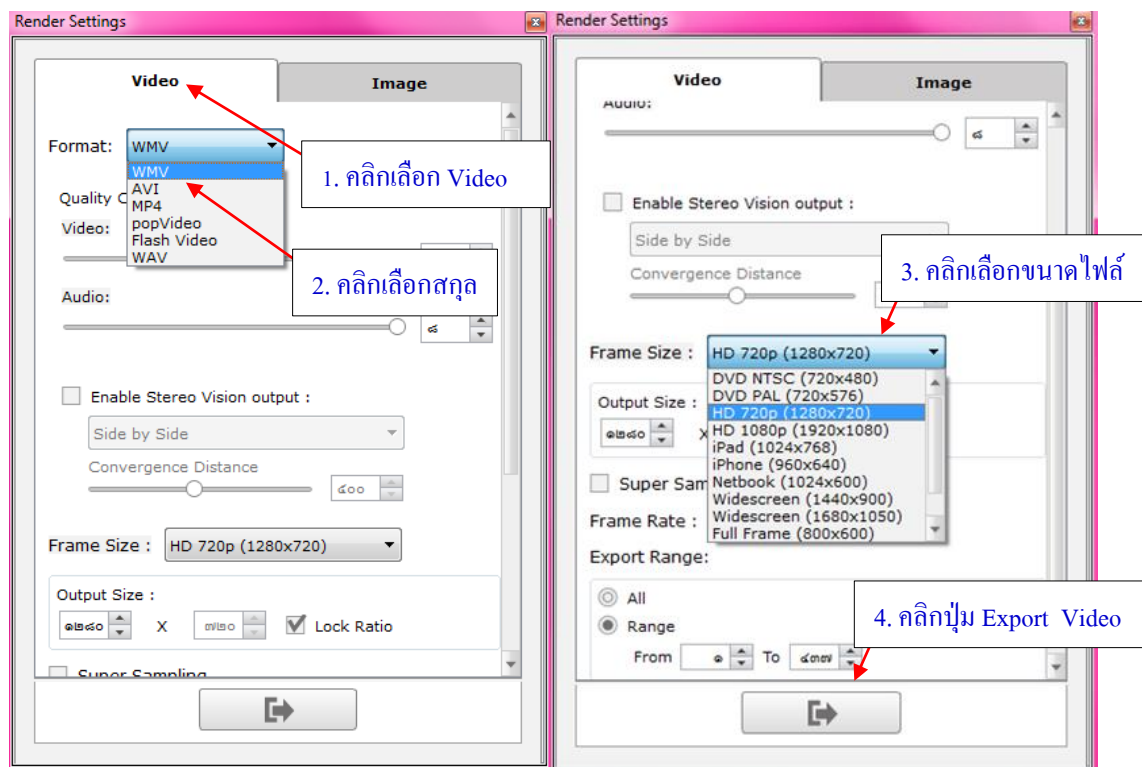 Render Settings
Video
Image
Format:
WMV
WMV
AVI
MP4
popVideo
Flash Video
WAV
Quality
Video:
Audio:
๘
Enable Stereo Vision output :
Side by Side
Convergence Distance
๔๐๐
Frame Size :
HD 720p (1280x720)
Output Size :
๑๒๘๐
X
๗๒๐
Lock Ratio
Super Sampling
1. คลิกเลือก Video
2. คลิกเลือกสกุล
Render Settings
Video
Image
Audio:
๘
Enable Stereo Vision output :
Side by Side
Convergence Distance
3. คลิกเลือกขนาดไฟล์
Frame Size :
HD 720p (1280x720)
DVD NTSC (720x480)
DVD PAL (720x576)
HD 720p (1280x720)
HD 1080p (1920x1080)
iPad (1024x768)
iPhone (960x640)
Netbook (1024x600)
Widescreen (1440x900)
Widescreen (1680x1050)
Full Frame (800x600)
Output Size :
๑๒๘๐
X
Super Sam
Frame Rate :
Export Range:
All
Range
From ๑ To ๔๓๗
4. คลิกปุ่ม Export Video